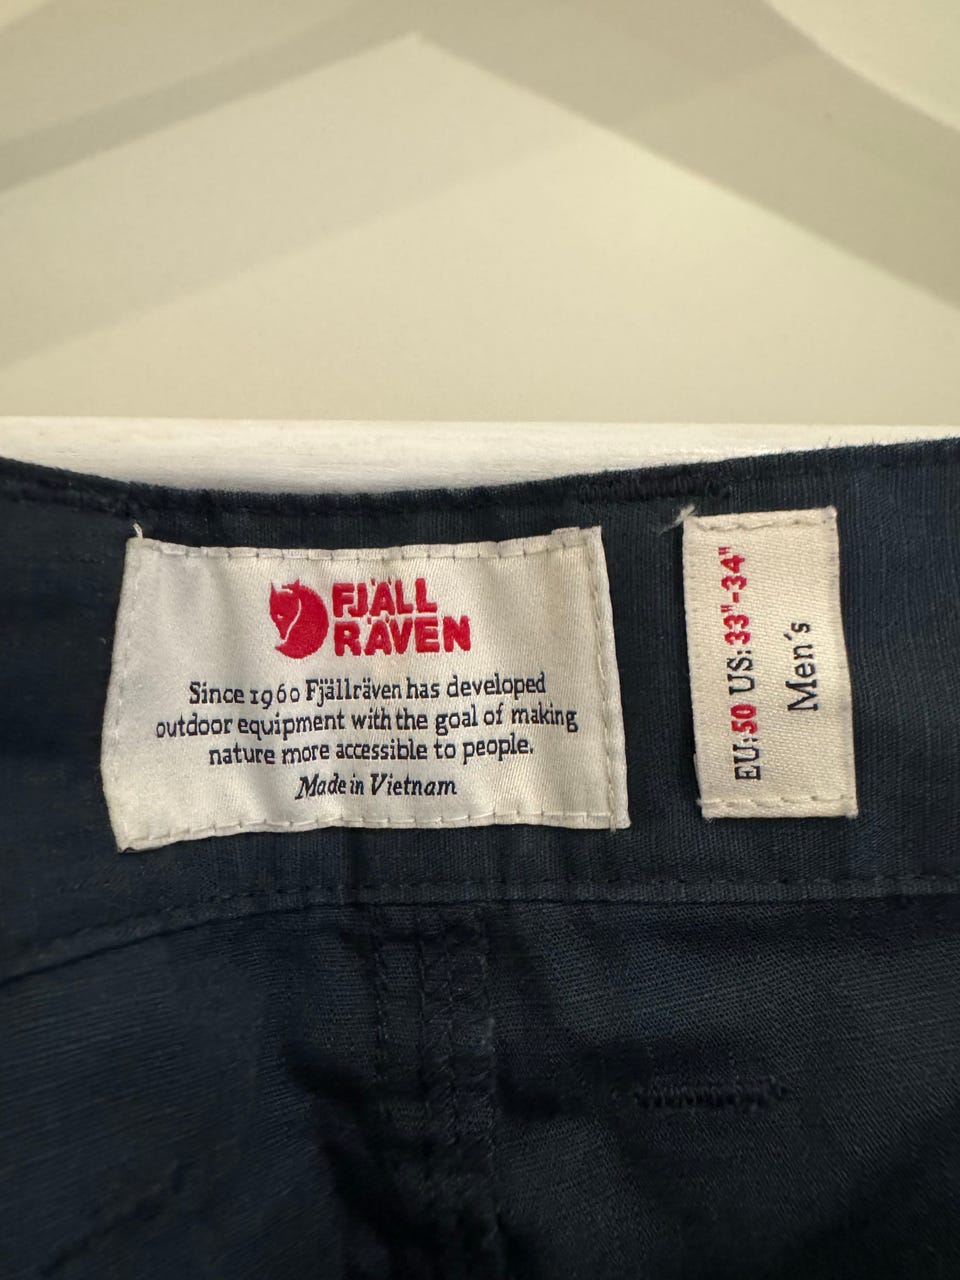 FJÄLL
RÄVEN
Since 1960 Fjällräven has developed
outdoor equipment with the goal of making
nature more accessible to people.
Made in Vietnam
EU:50 US:33"-34"
Men´s